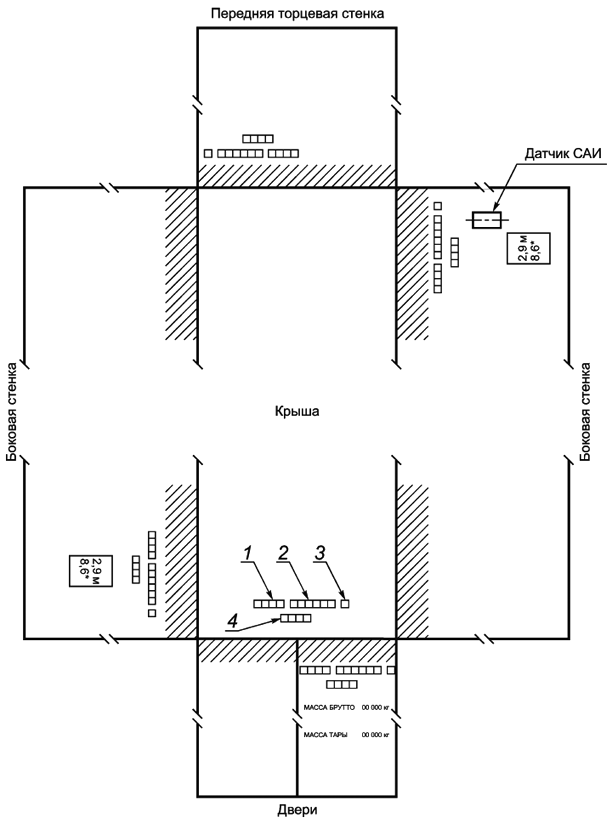 Передняя торцевая стенка
Датчик САИ
2,9 м
8,6*
Боковая стенка
Крыша
Боковая стенка
2,9 м
8,6*
1
2
3
4
МАССА БРУТТО 00 000 кг
МАССА ТАРЫ 00 000 кг
Двери